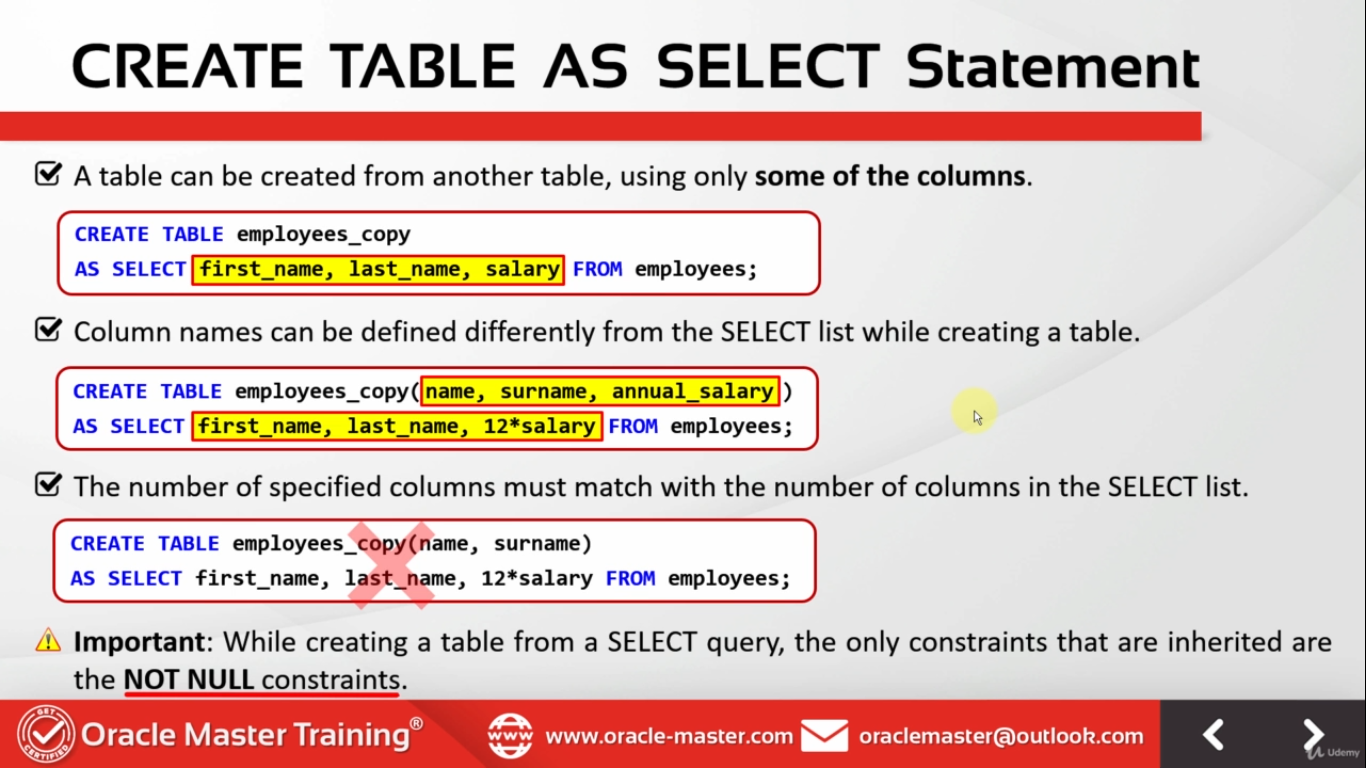 CREATE TABLE AS SELECT Statement
A table can be created from another table, using only some of the columns.
CREATE TABLE employees_copy
AS SELECT first_name, last_name, salary FROM employees;
Column names can be defined differently from the SELECT list while creating a table.
CREATE TABLE employees_copy(name, surname, annual_salary)
AS SELECT first_name, last_name, 12*salary FROM employees;
The number of specified columns must match with the number of columns in the SELECT list.
CREATE TABLE employees_copy(name, surname)
AS SELECT first_name, last_name, 12*salary FROM employees;
Important: While creating a table from a SELECT query, the only constraints that are inherited are
the NOT NULL constraints.
GET CERTIFIED
Oracle Master Training®
www
www.oracle-master.com
oraclemaster@outlook.com
Udemy